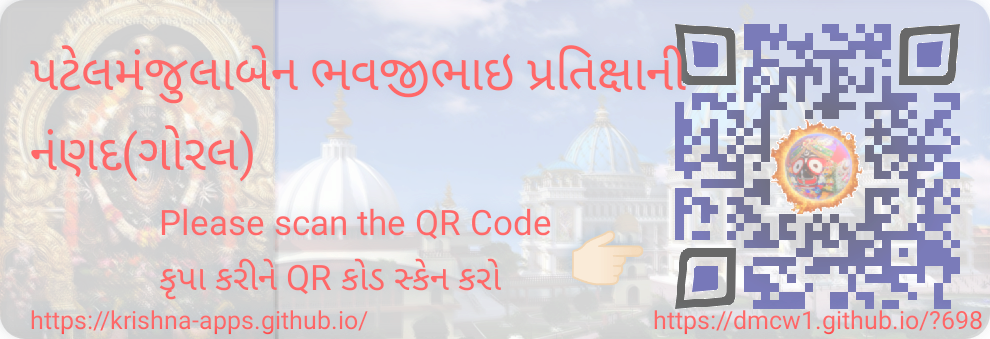 પટેલમંજુલાબેન ભવજીભાઇ પ્રતિક્ષાની
નંણદ(ગોરલ)
Please scan the QR Code
કૃપા કરીને QR કોડ સ્કેન કરો
https://krishna-apps.github.io/
https://dmcw1.github.io/?698